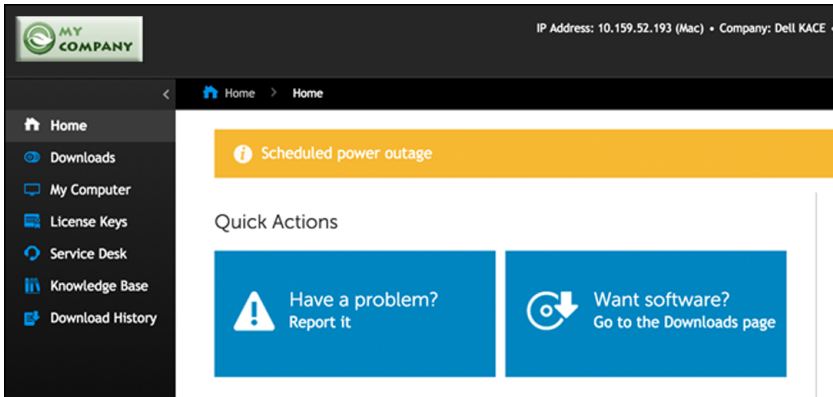 MY
COMPANY
IP Address: 10.159.52.193 (Mac) • Company: Dell KACE •
Home > Home
Home
Downloads
My Computer
License Keys
Service Desk
Knowledge Base
Download History
Scheduled power outage
Quick Actions
Have a problem?
Report it
Want software?
Go to the Downloads page